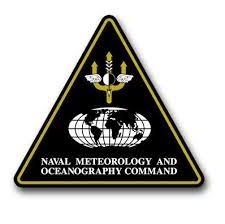 NAVAL METEOROLOGY AND
OCEANOGRAPHY COMMAND